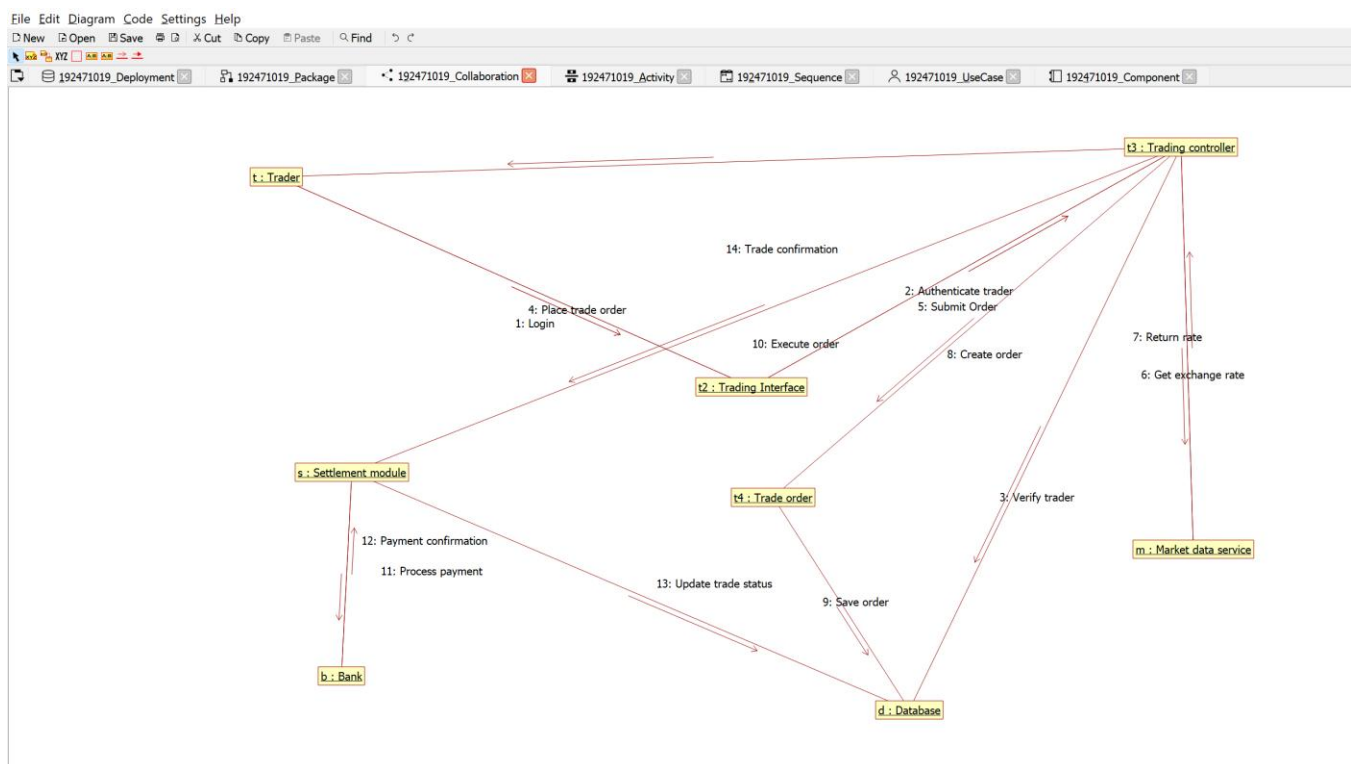 File Edit Diagram Code Settings Help
New Open Save Cut Copy Paste Find
XYZ
192471019_Deployment 192471019_Package 192471019_Collaboration 192471019_Activity 192471019_Sequence 192471019_UseCase 192471019_Component
t3 : Trading controller
t : Trader
14: Trade confirmation
2: Authenticate trader
4: Place trade order
5: Submit Order
1: Login
10: Execute order
7: Return rate
8: Create order
6: Get exchange rate
t2 : Trading Interface
s : Settlement module
t4 : Trade order
3: Verify trader
12: Payment confirmation
m : Market data service
11: Process payment
13: Update trade status
9: Save order
b : Bank
d : Database